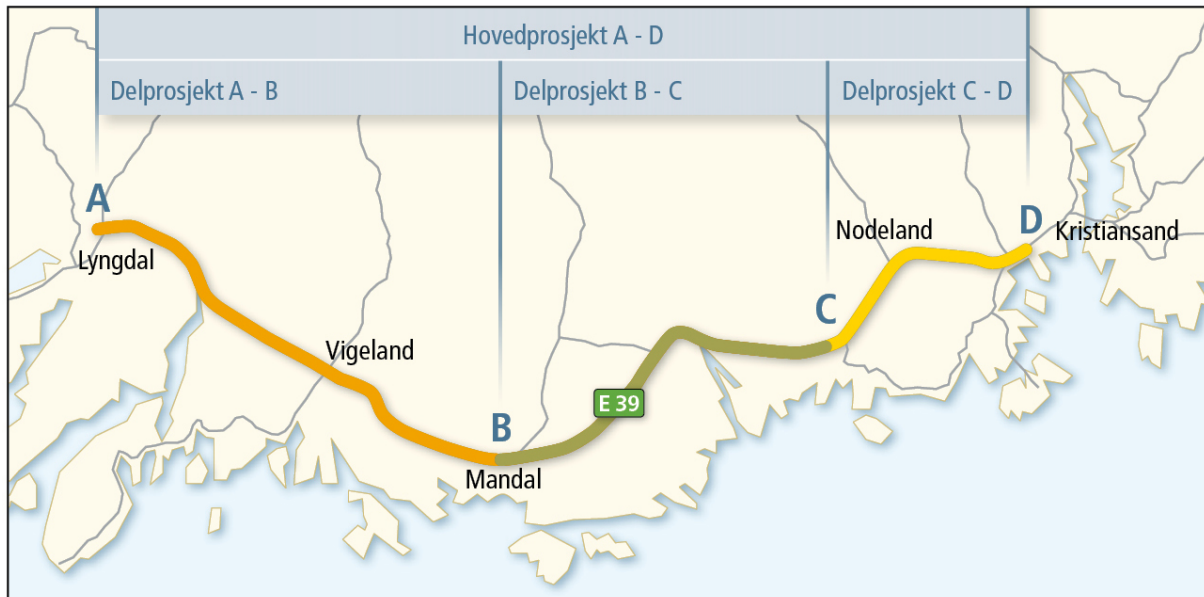 Hovedprosjekt A - D
Delprosjekt A - B
Delprosjekt B - C
Delprosjekt C - D
A
Lyngdal
Vigeland
B
Mandal
E 39
C
Nodeland
D
Kristiansand